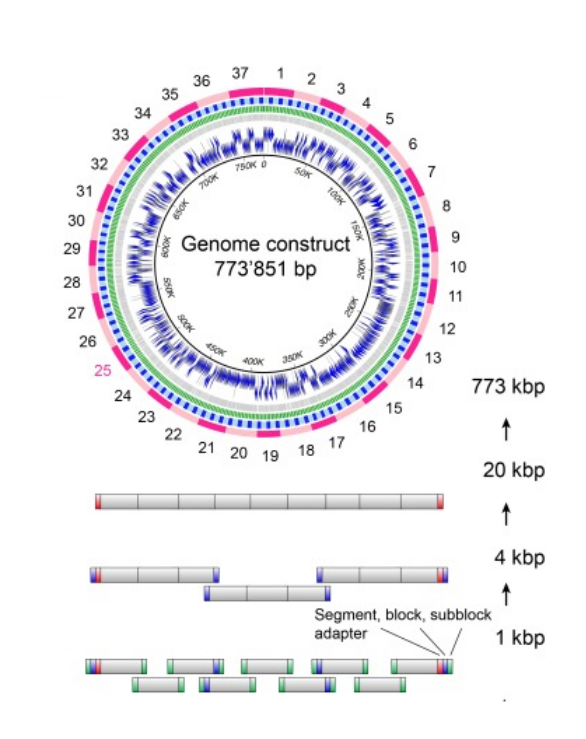 37
1
2
3
4
5
6
7
8
9
10
11
12
13
14
15
16
17
18
19
20
21
22
23
24
25
26
27
28
29
30
31
32
33
34
35
36
0
50K
100K
150K
200K
250K
300K
350K
400K
450K
500K
550K
600K
650K
700K
750K
Genome construct
773'851 bp
773 kbp
20 kbp
4 kbp
Segment, block, subblock
adapter
1 kbp